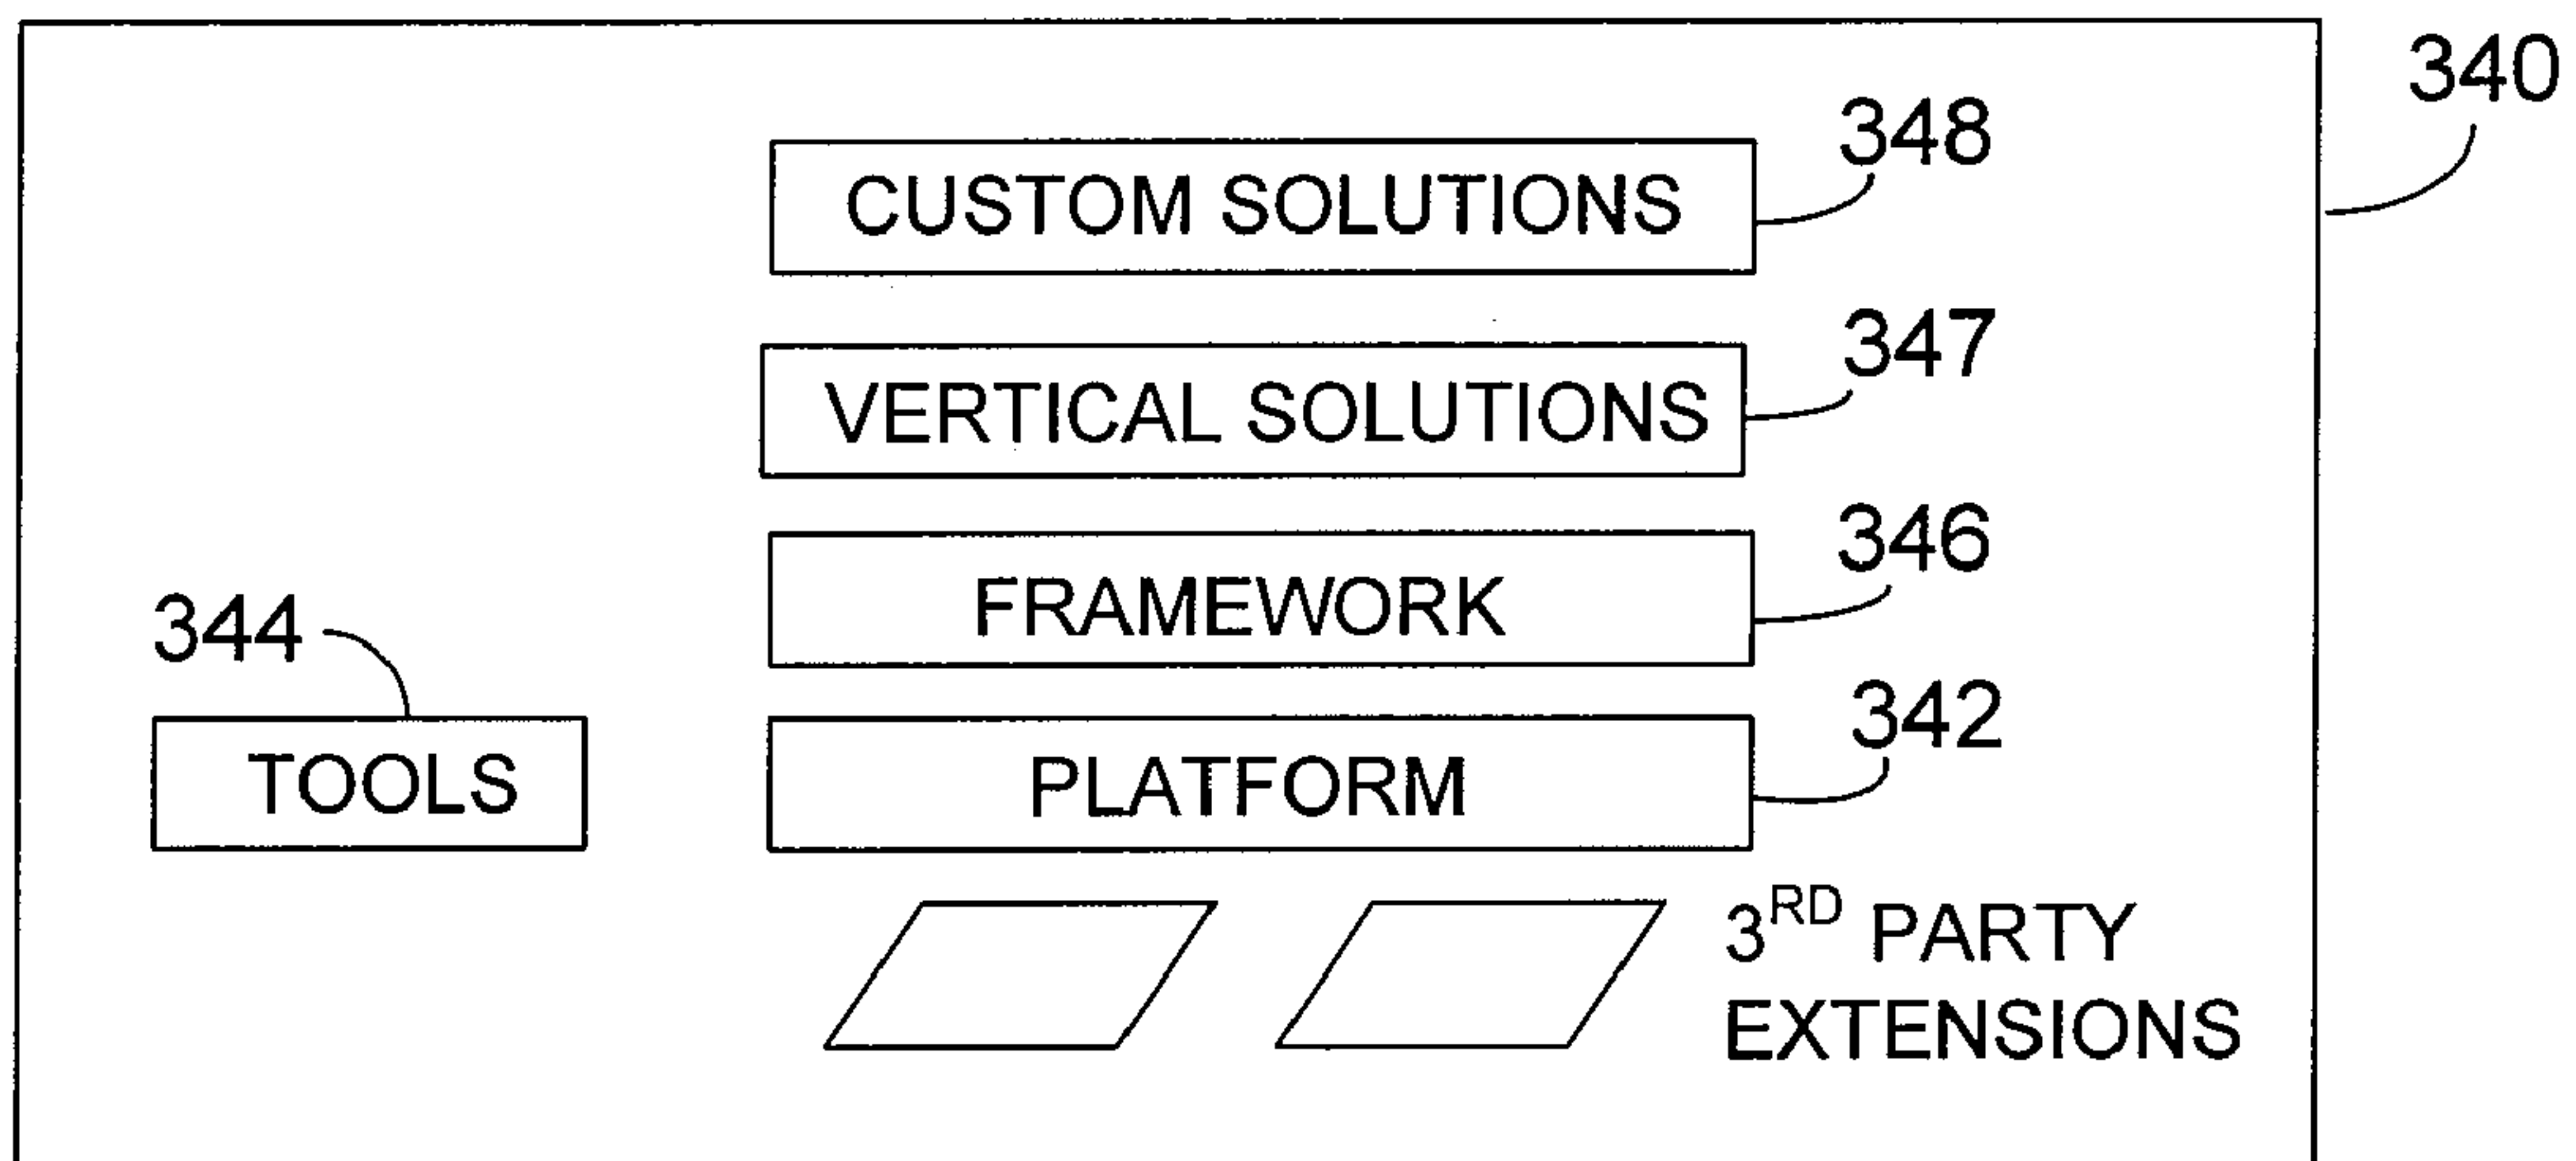 340
348
CUSTOM SOLUTIONS
347
VERTICAL SOLUTIONS
346
FRAMEWORK
344
342
TOOLS
PLATFORM
3RD PARTY
EXTENSIONS